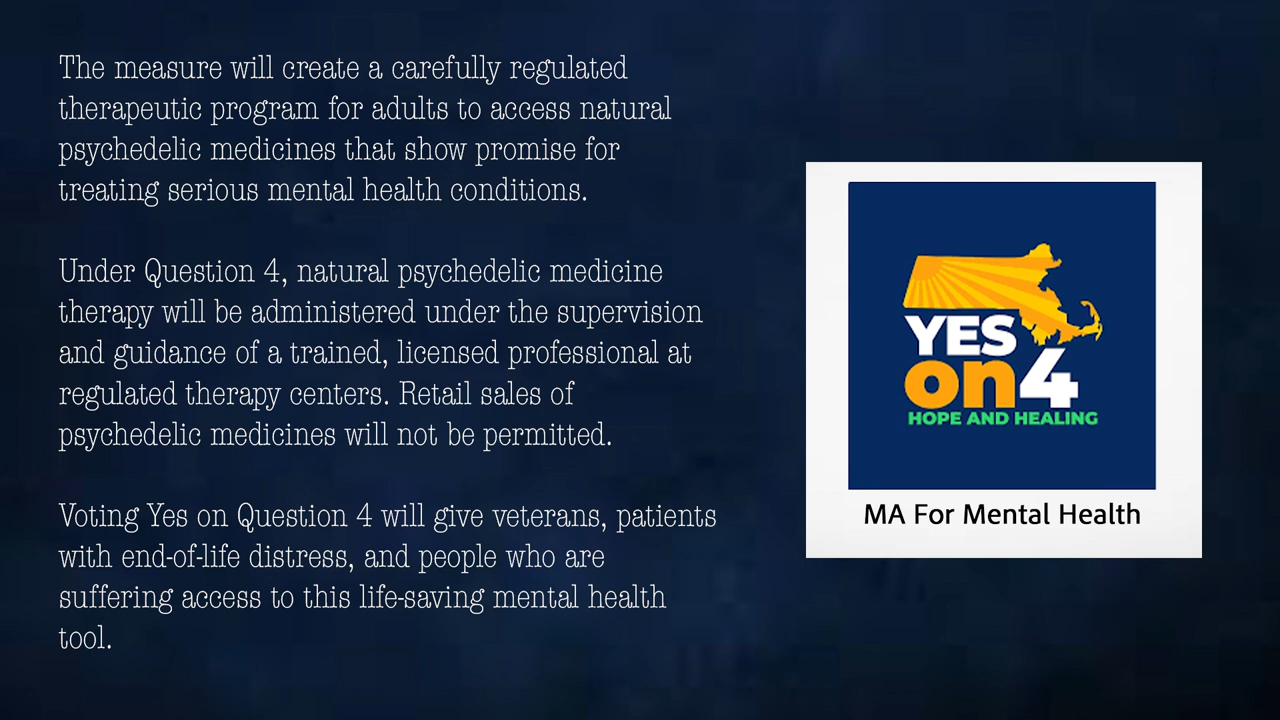 The measure will create a carefully regulated
therapeutic program for adults to access natural
psychedelic medicines that show promise for
treating serious mental health conditions.
Under Question 4, natural psychedelic medicine
therapy will be administered under the supervision
and guidance of a trained, licensed professional at
regulated therapy centers. Retail sales of
psychedelic medicines will not be permitted.
Voting Yes on Question 4 will give veterans, patients
with end-of-life distress, and people who are
suffering access to this life-saving mental health
tool.
YES
on4
HOPE AND HEALING
MA For Mental Health